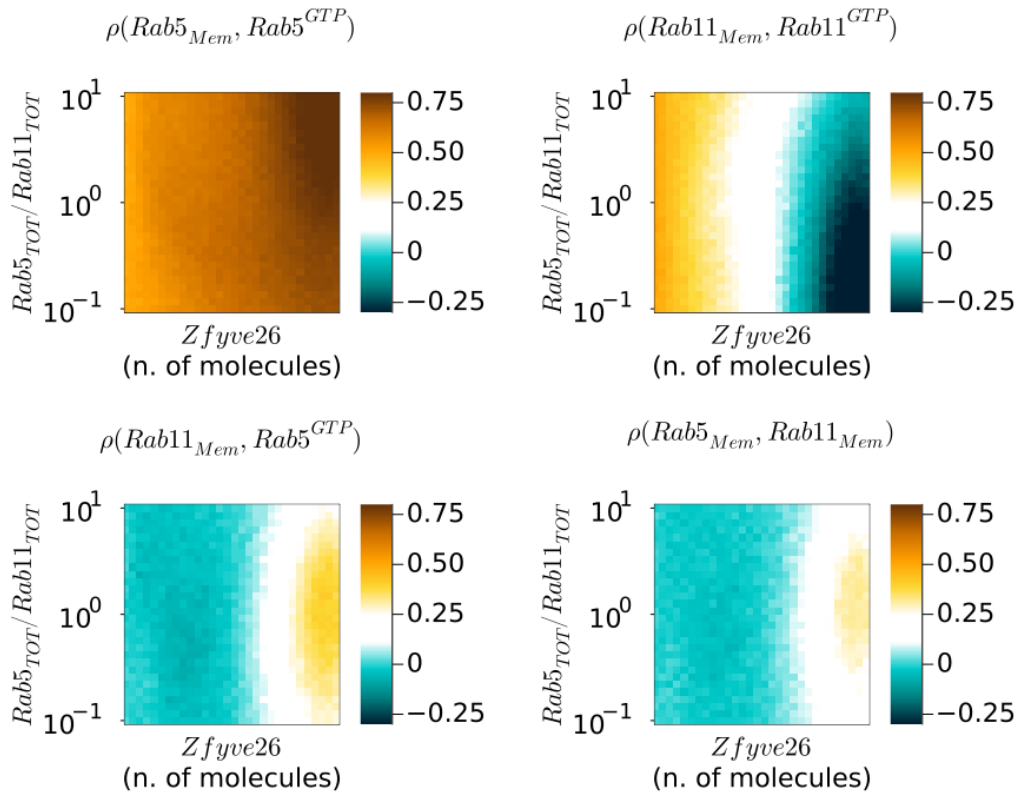 ρ(Rab5_Mem, Rab5^GTP)
10^1
10^0
10^-1
Rab5_TOT/Rab11_TOT
0.75
0.50
0.25
0
−0.25
Zfyve26
(n. of molecules)
ρ(Rab11_Mem, Rab11^GTP)
10^1
10^0
10^-1
Rab5_TOT/Rab11_TOT
0.75
0.50
0.25
0
−0.25
Zfyve26
(n. of molecules)
ρ(Rab11_Mem, Rab5^GTP)
10^1
10^0
10^-1
Rab5_TOT/Rab11_TOT
0.75
0.50
0.25
0
−0.25
Zfyve26
(n. of molecules)
ρ(Rab5_Mem, Rab11_Mem)
10^1
10^0
10^-1
Rab5_TOT/Rab11_TOT
0.75
0.50
0.25
0
−0.25
Zfyve26
(n. of molecules)